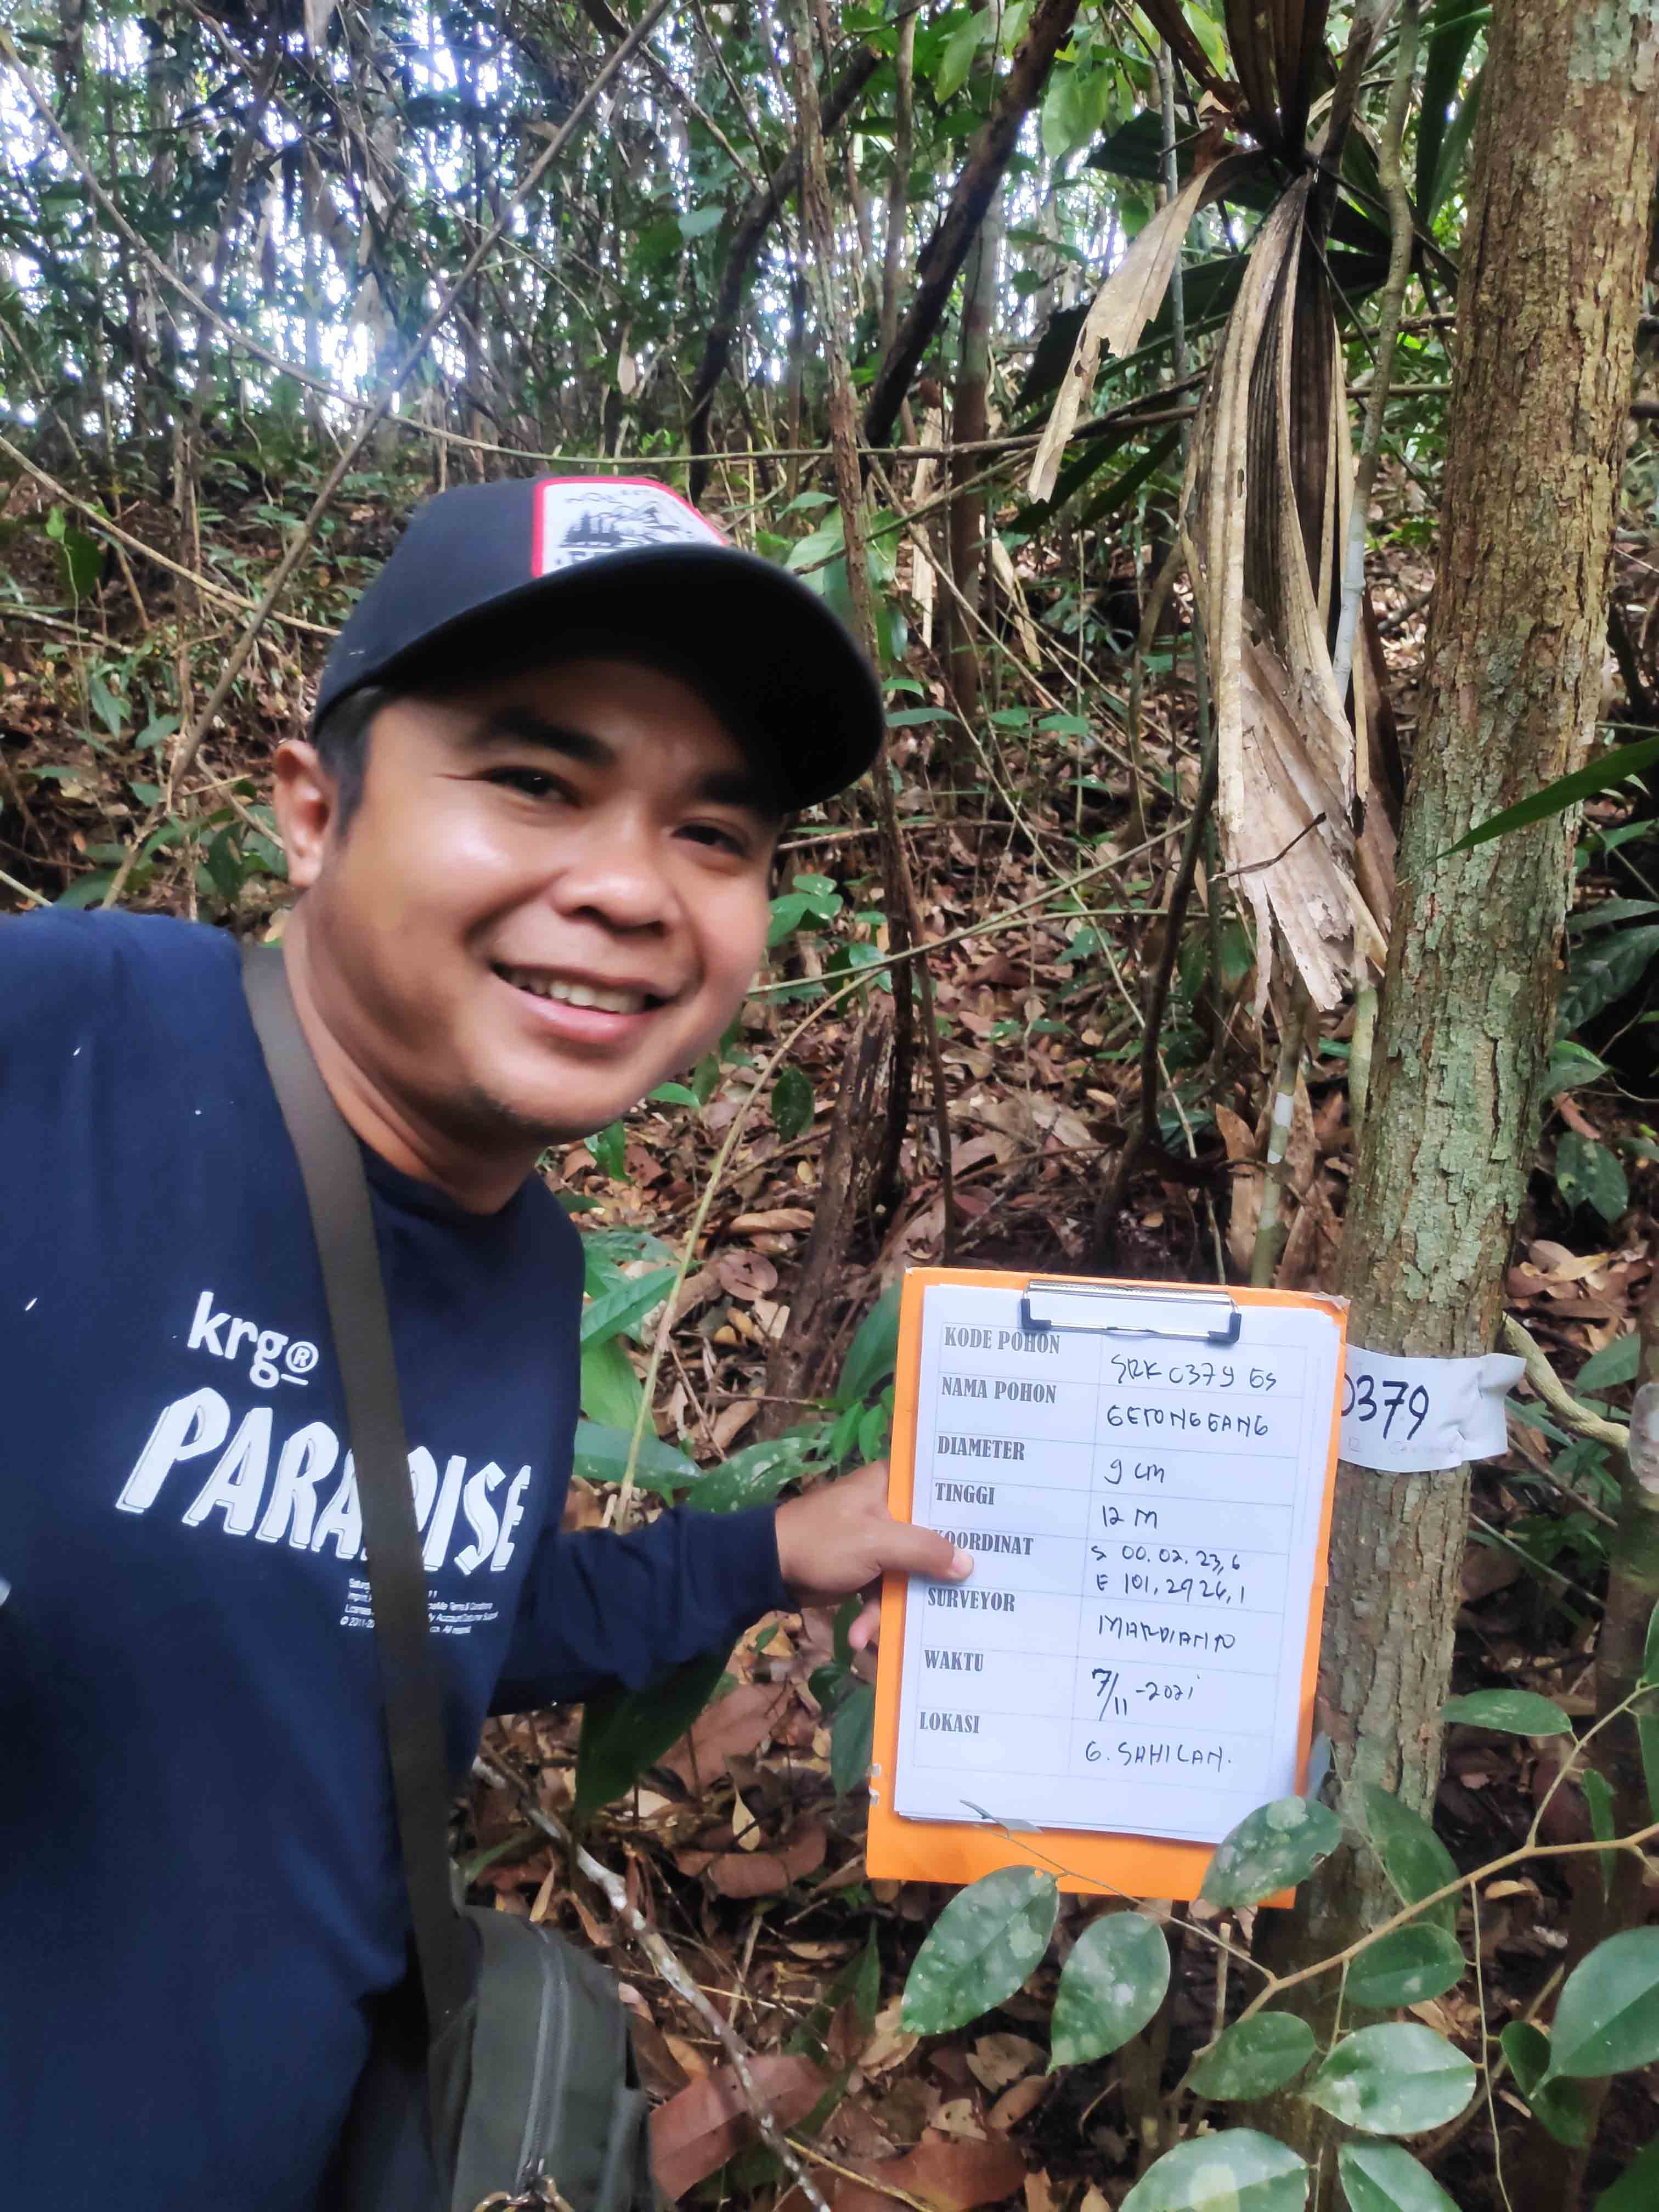 krg®
PARADISE
KODE POHON SRK 0379 GS
NAMA POHON GERONGGANG
DIAMETER 9 cm
TINGGI 12 M
KOORDINAT S 00.02.23,6
E 101.2926,1
SURVEYOR MARDIANTO
WAKTU 7/11-2021
LOKASI G. SAHILAN.
0379